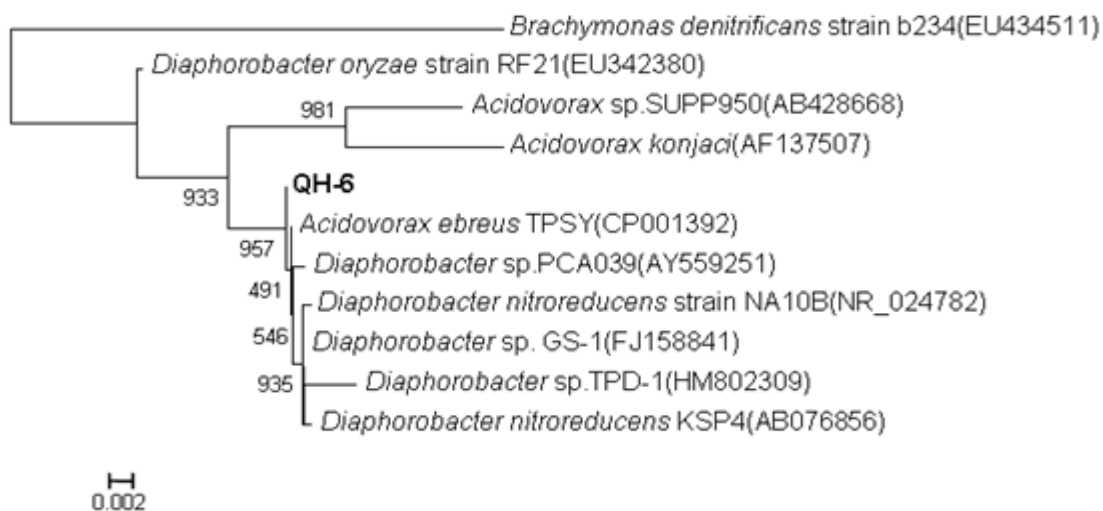 Brachymonas denitrificans strain b234(EU434511)
Diaphorobacter oryzae strain RF21(EU342380)
Acidovorax sp.SUPP950(AB428668)
981
Acidovorax konjaci(AF137507)
QH-6
933
Acidovorax ebreus TPSY(CP001392)
957
Diaphorobacter sp.PCA039(AY559251)
491
Diaphorobacter nitroreducens strain NA10B(NR_024782)
546
Diaphorobacter sp. GS-1(FJ158841)
935
Diaphorobacter sp.TPD-1(HM802309)
Diaphorobacter nitroreducens KSP4(AB076856)
0.002